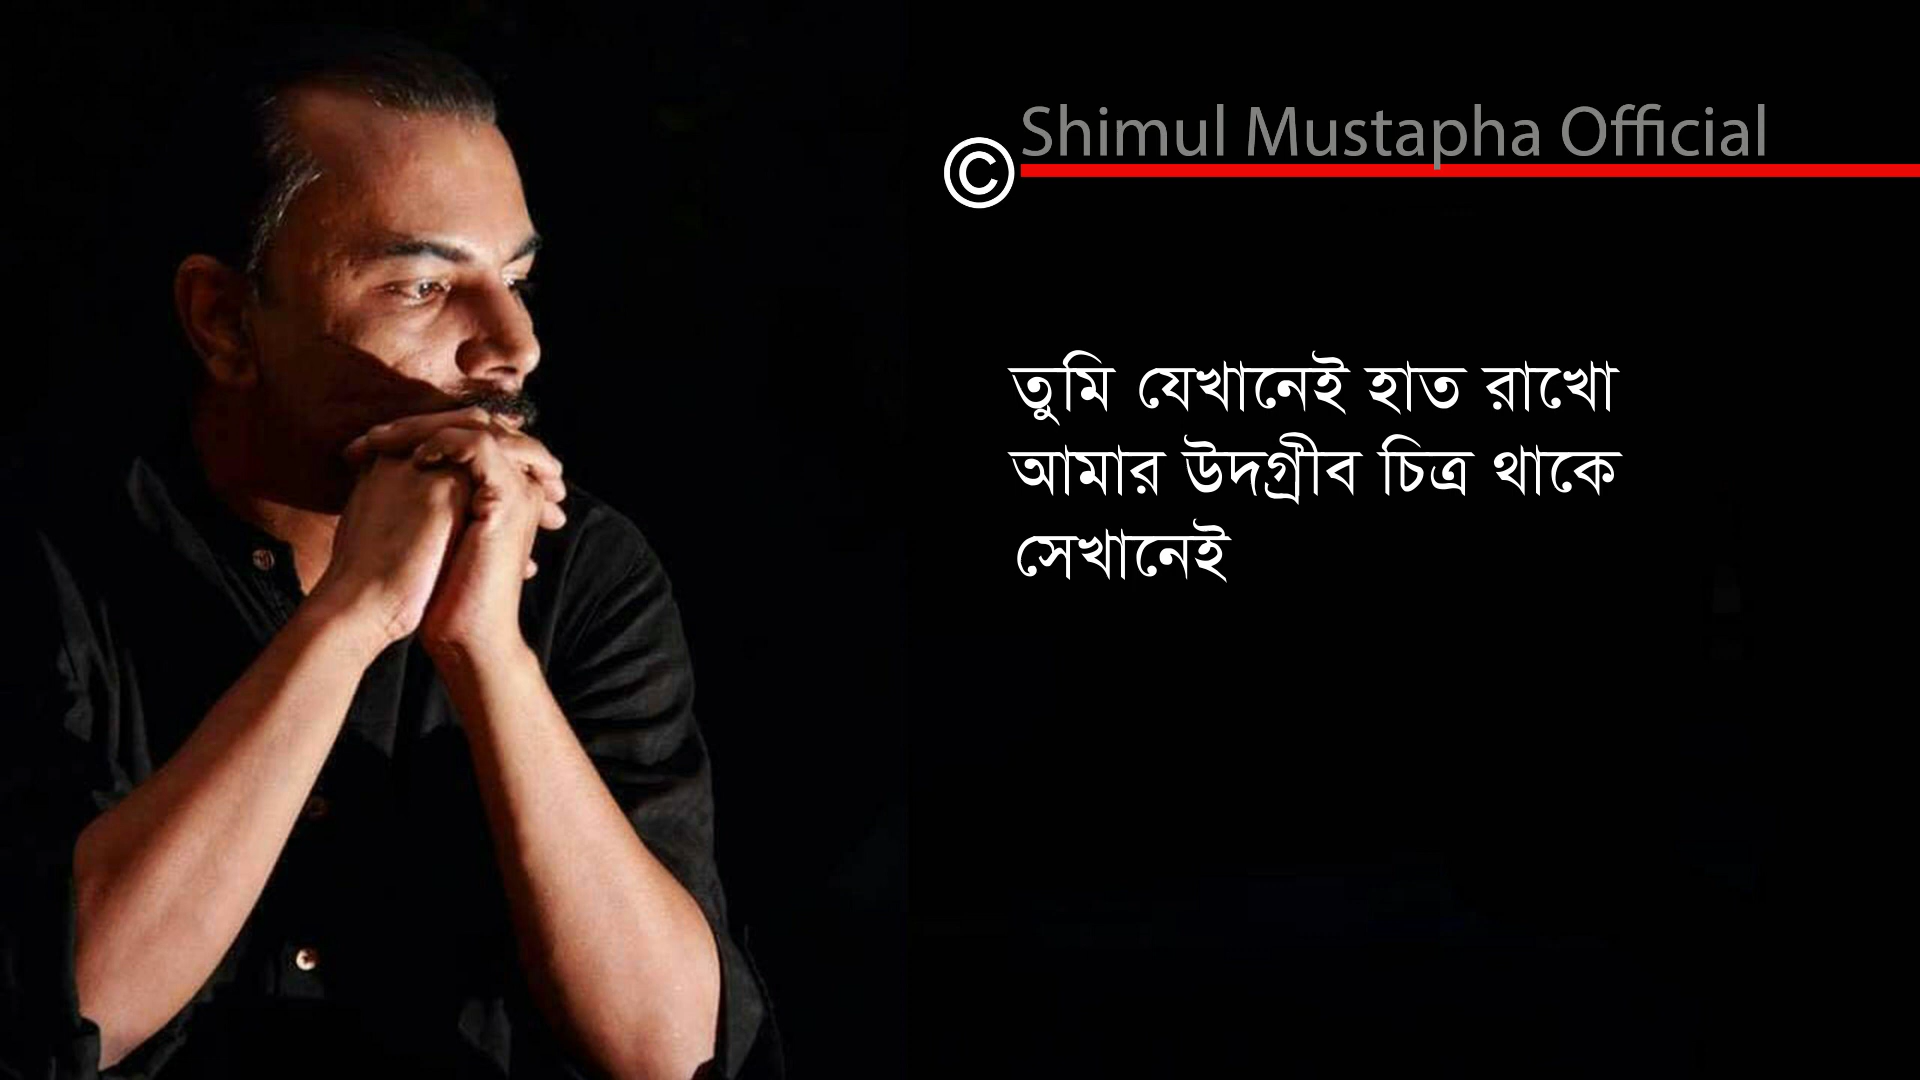 © Shimul Mustapha Official
তুমি যেখানেই হাত রাখো
আমার উদগ্রীব চিত্র থাকে
সেখানেই